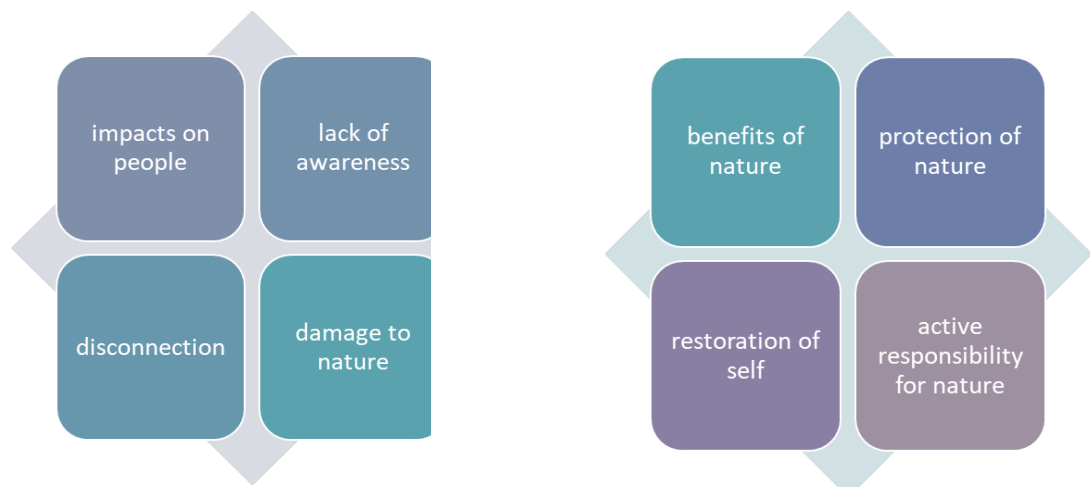 impacts on
people
lack of
awareness
disconnection
damage to
nature
benefits of
nature
protection of
nature
restoration of
self
active
responsibility
for nature